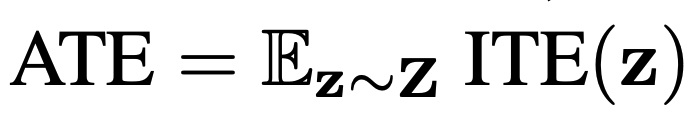 ATE = 𝔼_{𝐳∼𝐙} ITE(𝐳)